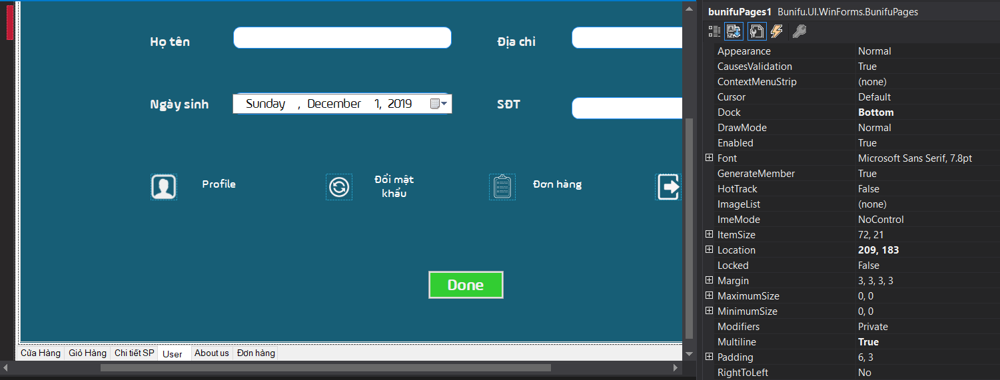 bunifuPages1 Bunifu.UI.WinForms.BunifuPages
Họ tên
Địa chỉ
Ngày sinh
Sunday , December 1, 2019
SĐT
Profile
Đổi mật
khẩu
Đơn hàng
Done
Cửa Hàng Giỏ Hàng Chi tiết SP User About us Đơn hàng
Appearance Normal
CausesValidation True
ContextMenuStrip (none)
Cursor Default
Dock Bottom
DrawMode Normal
Enabled True
Font Microsoft Sans Serif, 7.8pt
GenerateMember True
HotTrack False
ImageList (none)
ImeMode NoControl
ItemSize 72, 21
Location 209, 183
Locked False
Margin 3, 3, 3, 3
MaximumSize 0, 0
MinimumSize 0, 0
Modifiers Private
Multiline True
Padding 6, 3
RightToLeft No